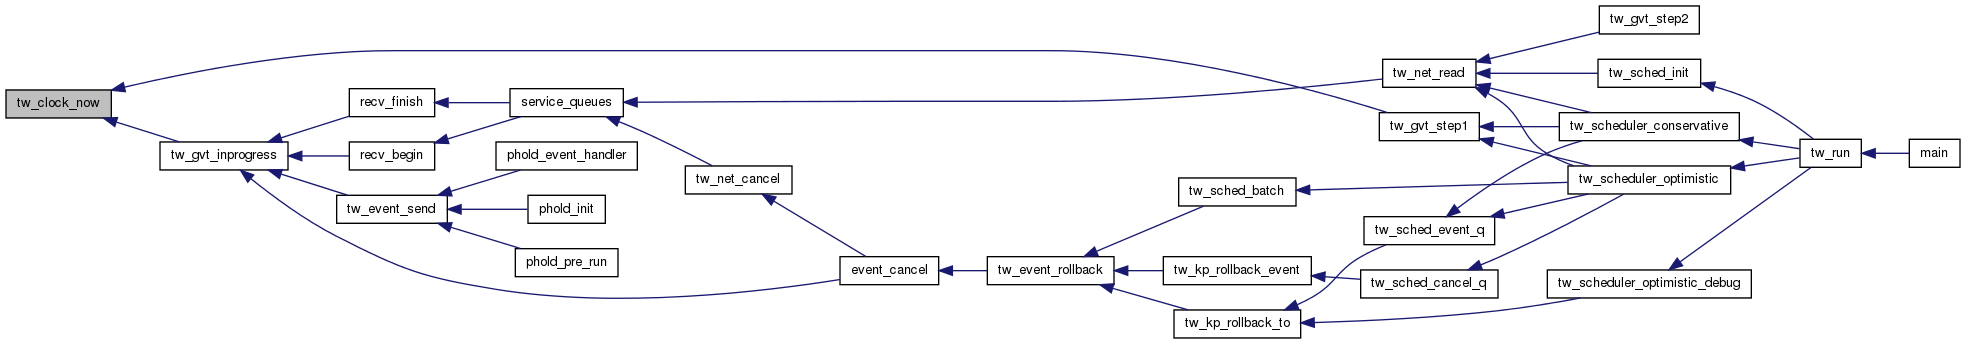 tw_gvt_step2
tw_net_read
tw_sched_init
tw_clock_now
recv_finish
service_queues
tw_gvt_step1
tw_scheduler_conservative
tw_gvt_inprogress
recv_begin
phold_event_handler
tw_run
main
tw_net_cancel
tw_scheduler_optimistic
tw_sched_batch
tw_event_send
phold_init
tw_sched_event_q
phold_pre_run
event_cancel
tw_event_rollback
tw_kp_rollback_event
tw_sched_cancel_q
tw_scheduler_optimistic_debug
tw_kp_rollback_to